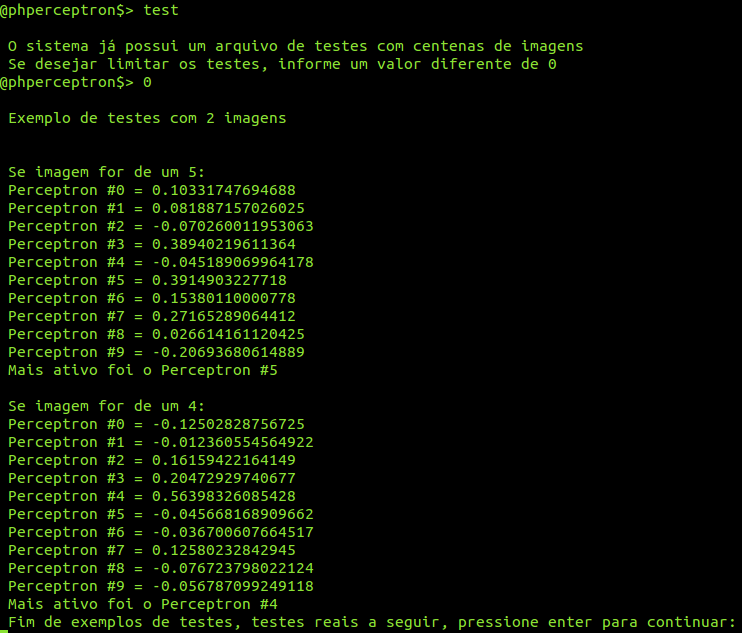 @phperceptron$> test
O sistema já possui um arquivo de testes com centenas de imagens
Se desejar limitar os testes, informe um valor diferente de 0
@phperceptron$> 0
Exemplo de testes com 2 imagens
Se imagem for de um 5:
Perceptron #0 = 0.10331747694688
Perceptron #1 = 0.081887157026025
Perceptron #2 = -0.070260011953063
Perceptron #3 = 0.38940219611364
Perceptron #4 = -0.045189069964178
Perceptron #5 = 0.3914903227718
Perceptron #6 = 0.15380110000778
Perceptron #7 = 0.27165289064412
Perceptron #8 = 0.026614161120425
Perceptron #9 = -0.20693680614889
Mais ativo foi o Perceptron #5
Se imagem for de um 4:
Perceptron #0 = -0.12502828756725
Perceptron #1 = -0.012360554564922
Perceptron #2 = 0.16159422164149
Perceptron #3 = 0.20472929740677
Perceptron #4 = 0.56398326085428
Perceptron #5 = -0.045668168909662
Perceptron #6 = -0.036700607664517
Perceptron #7 = 0.12580232842945
Perceptron #8 = -0.076723798022124
Perceptron #9 = -0.056787099249118
Mais ativo foi o Perceptron #4
Fim de exemplos de testes, testes reais a seguir, pressione enter para continuar: